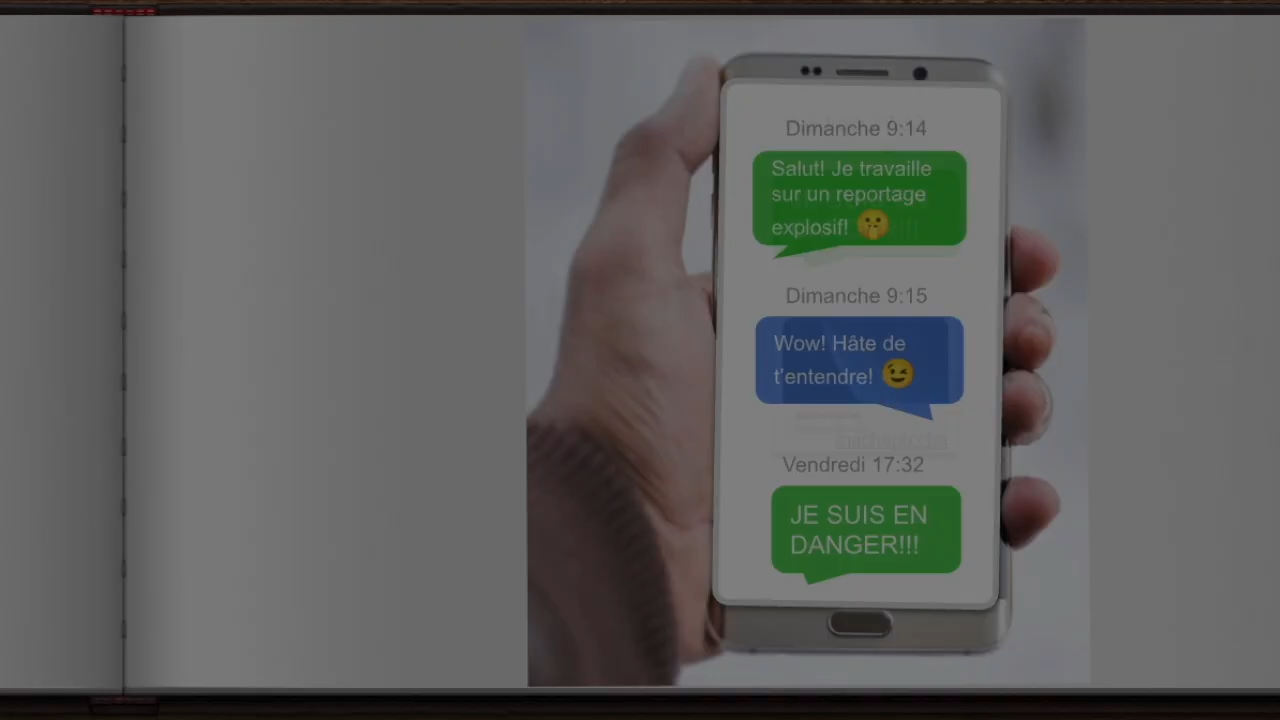 Dimanche 9:14
Salut! Je travaille
sur un reportage
explosif! 🤫
Dimanche 9:15
Wow! Hâte de
t'entendre! 😉
Vendredi 17:32
JE SUIS EN
DANGER!!!